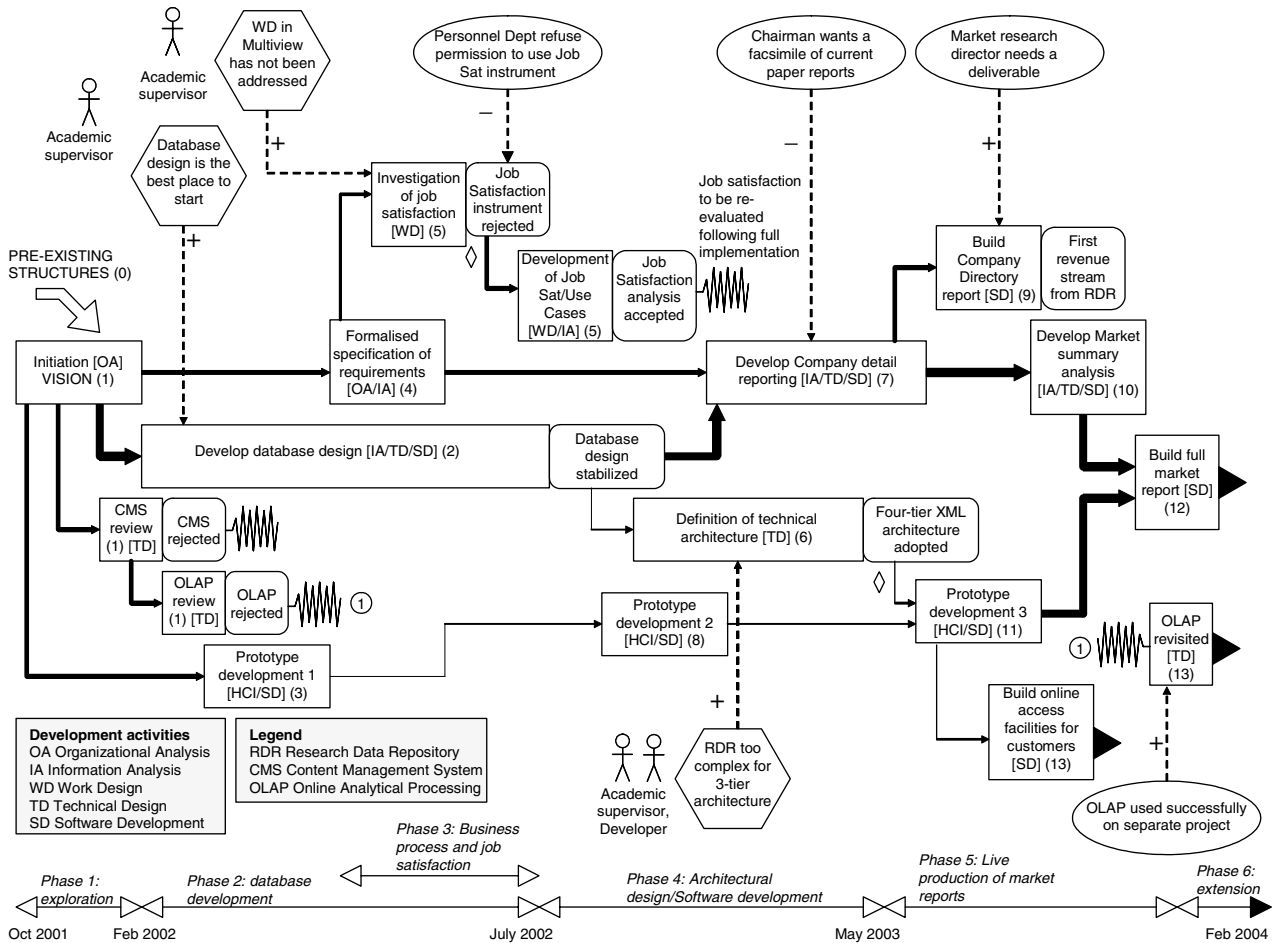 WD in
Multiview
has not been
addressed
Academic
supervisor
Personnel Dept refuse
permission to use Job
Sat instrument
Chairman wants a
facsimile of current
paper reports
Market research
director needs a
deliverable
Academic
supervisor
Database
design is the
best place to
start
+
–
–
+
+
Investigation
of job
satisfaction
[WD] (5)
Job
Satisfaction
instrument
rejected
Job satisfaction
to be re-
evaluated
following full
implementation
PRE-EXISTING
STRUCTURES (0)
Development
of Job
Sat/Use
Cases
[WD/IA] (5)
Job
Satisfaction
analysis
accepted
Build
Company
Directory
report [SD] (9)
First
revenue
stream
from RDR
Initiation [OA]
VISION (1)
Formalised
specification of
requirements
[OA/IA] (4)
Develop Company detail
reporting [IA/TD/SD] (7)
Develop Market
summary
analysis
[IA/TD/SD] (10)
Develop database design [IA/TD/SD] (2)
Database
design
stabilized
Build full
market
report [SD]
(12)
CMS
review
(1) [TD]
CMS
rejected
Definition of technical
architecture [TD] (6)
Four-tier XML
architecture
adopted
OLAP
review
(1) [TD]
OLAP
rejected
1
Prototype
development 2
[HCI/SD] (8)
Prototype
development 3
[HCI/SD] (11)
1
OLAP
revisited
[TD]
(13)
Prototype
development 1
[HCI/SD] (3)
Build online
access
facilities for
customers
[SD] (13)
+
+
Development activities
OA Organizational Analysis
IA Information Analysis
WD Work Design
TD Technical Design
SD Software Development
Legend
RDR Research Data Repository
CMS Content Management System
OLAP Online Analytical Processing
Academic
supervisor,
Developer
RDR too
complex for
3-tier
architecture
OLAP used successfully
on separate project
Phase 1:
exploration
Phase 2: database
development
Phase 3: Business
process and job
satisfaction
Phase 4: Architectural
design/Software development
Phase 5: Live
production of market
reports
Phase 6:
extension
Oct 2001
Feb 2002
July 2002
May 2003
Feb 2004